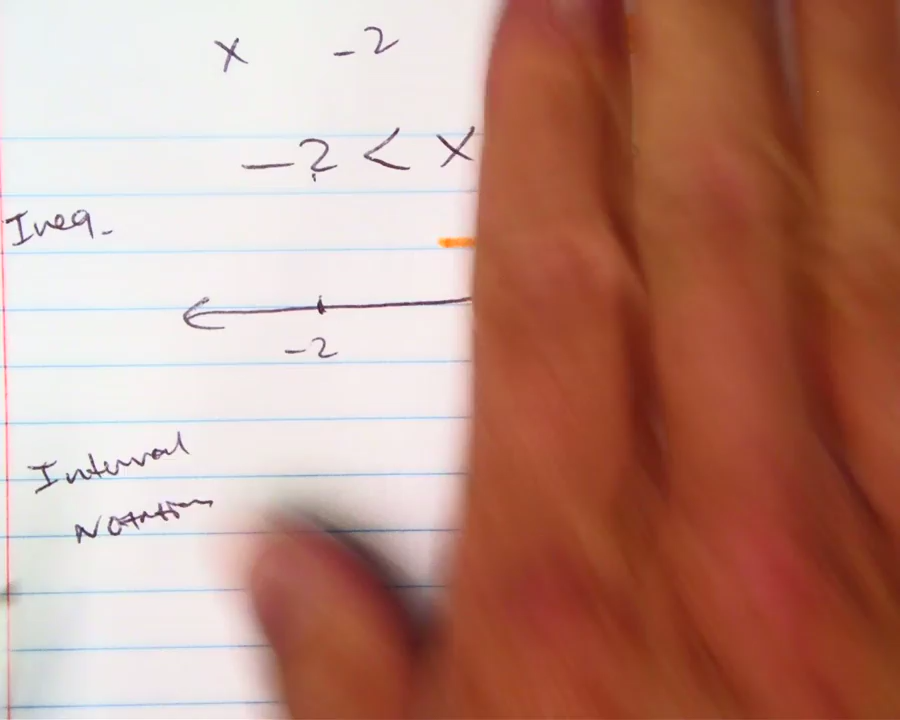 x -2
-2 < x
Ineq.
-2
Interval
Notation